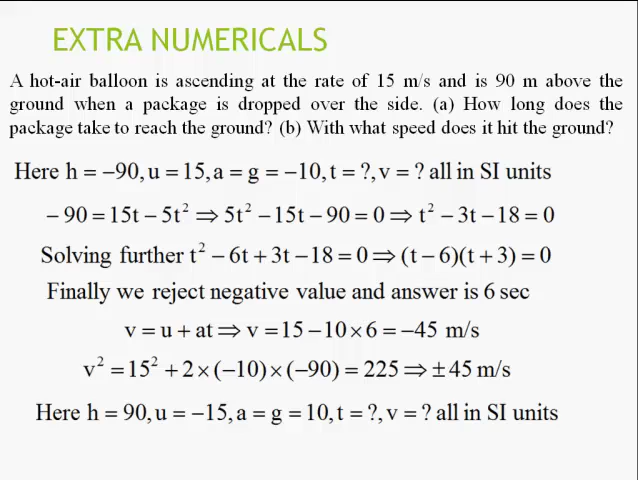 EXTRA NUMERICALS
A hot-air balloon is ascending at the rate of 15 m/s and is 90 m above the
ground when a package is dropped over the side. (a) How long does the
package take to reach the ground? (b) With what speed does it hit the ground?
Here h = −90, u = 15, a = g = −10, t = ?, v = ? all in SI units
− 90 = 15t − 5t² ⇒ 5t² − 15t − 90 = 0 ⇒ t² − 3t − 18 = 0
Solving further t² − 6t + 3t − 18 = 0 ⇒ (t − 6)(t + 3) = 0
Finally we reject negative value and answer is 6 sec
v = u + at ⇒ v = 15 − 10 × 6 = −45 m/s
v² = 15² + 2 × (−10) × (−90) = 225 ⇒ ± 45 m/s
Here h = 90, u = −15, a = g = 10, t = ?, v = ? all in SI units